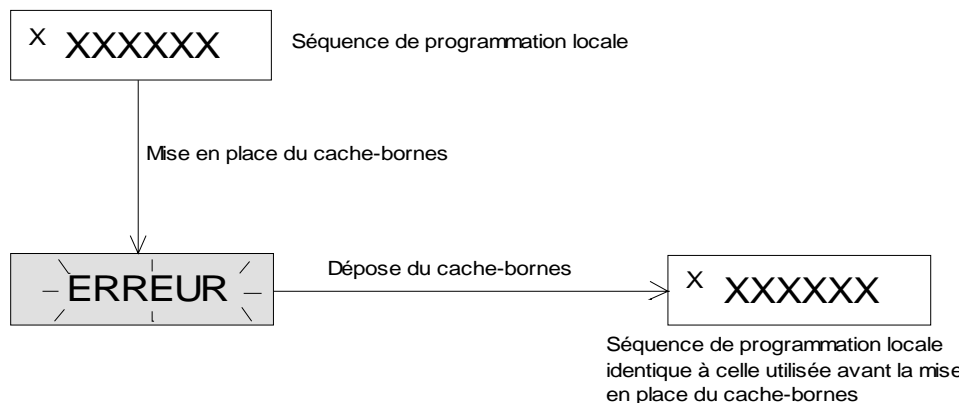 X XXXXXX
Séquence de programmation locale
Mise en place du cache-bornes
ERREUR
Dépose du cache-bornes
X XXXXXX
Séquence de programmation locale
identique à celle utilisée avant la mise
en place du cache-bornes